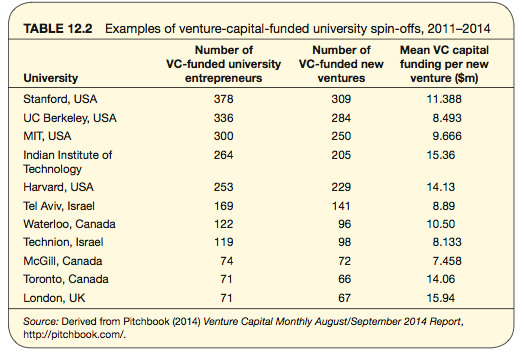 TABLE 12.2 Examples of venture-capital-funded university spin-offs, 2011–2014
University Number of VC-funded university entrepreneurs Number of VC-funded new ventures Mean VC capital funding per new venture ($m)
Stanford, USA 378 309 11.388
UC Berkeley, USA 336 284 8.493
MIT, USA 300 250 9.666
Indian Institute of 264 205 15.36
Technology
Harvard, USA 253 229 14.13
Tel Aviv, Israel 169 141 8.89
Waterloo, Canada 122 96 10.50
Technion, Israel 119 98 8.133
McGill, Canada 74 72 7.458
Toronto, Canada 71 66 14.06
London, UK 71 67 15.94
Source: Derived from Pitchbook (2014) Venture Capital Monthly August/September 2014 Report,
http://pitchbook.com/.